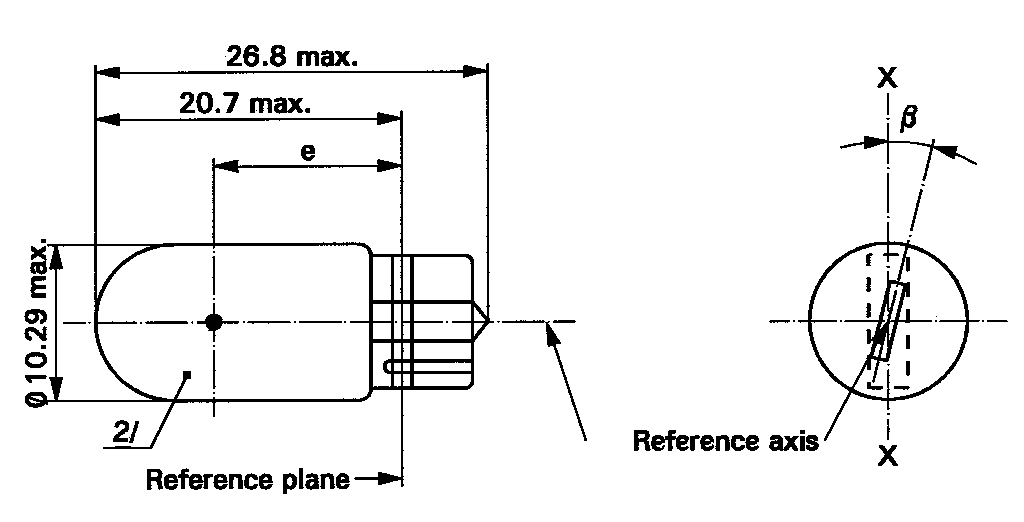 26.8 max.
20.7 max.
e
Ø 10.29 max.
2/
Reference plane
X
β
Reference axis
X